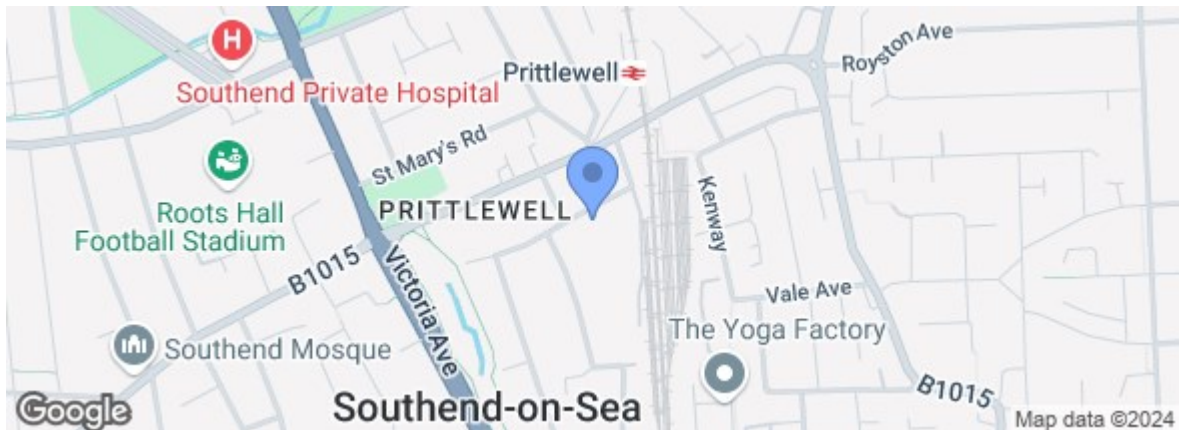 H
Southend Private Hospital
Prittlewell
Royston Ave
St Mary's Rd
Roots Hall
Football Stadium
PRITTLEWELL
Kenway
B1015
Victoria Ave
Vale Ave
Southend Mosque
The Yoga Factory
B1015
Southend-on-Sea
Google
Map data ©2024